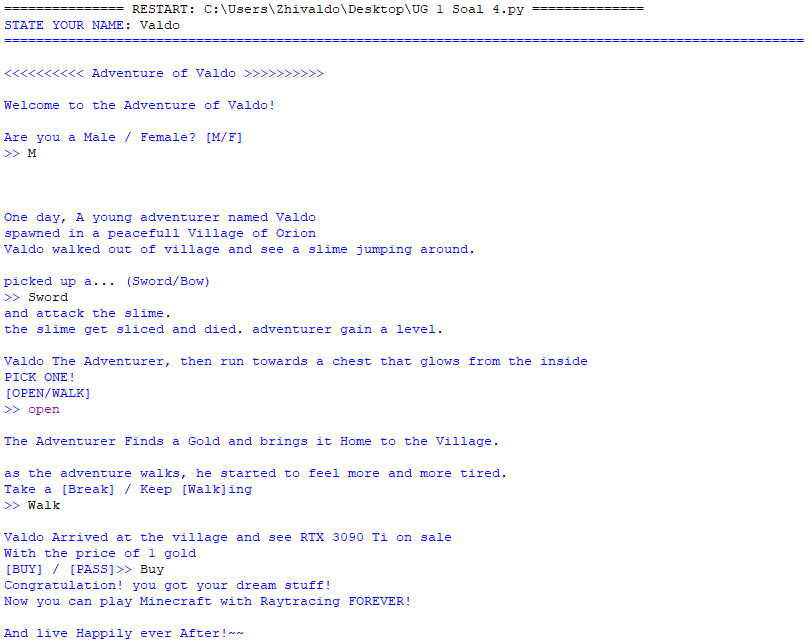 =============== RESTART: C:\Users\Zhivaldo\Desktop\UG 1 Soal 4.py ==============
STATE YOUR NAME: Valdo
====================================================================================================
<<<<<<<<<< Adventure of Valdo >>>>>>>>>>
Welcome to the Adventure of Valdo!
Are you a Male / Female? [M/F]
>> M
One day, A young adventurer named Valdo
spawned in a peacefull Village of Orion
Valdo walked out of village and see a slime jumping around.
picked up a... (Sword/Bow)
>> Sword
and attack the slime.
the slime get sliced and died. adventurer gain a level.
Valdo The Adventurer, then run towards a chest that glows from the inside
PICK ONE!
[OPEN/WALK]
>> open
The Adventurer Finds a Gold and brings it Home to the Village.
as the adventure walks, he started to feel more and more tired.
Take a [Break] / Keep [Walk]ing
>> Walk
Valdo Arrived at the village and see RTX 3090 Ti on sale
With the price of 1 gold
[BUY] / [PASS]>> Buy
Congratulation! you got your dream stuff!
Now you can play Minecraft with Raytracing FOREVER!
And live Happily ever After!~~